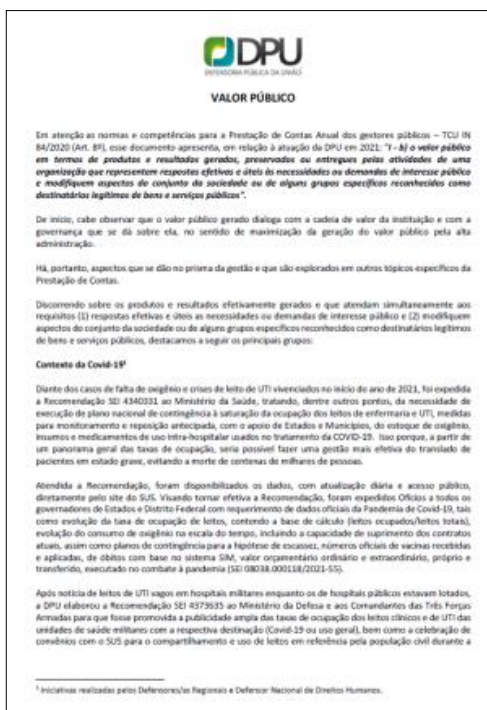 DPU
DEFENSORIA PÚBLICA DA UNIÃO
VALOR PÚBLICO
Em atenção as normas e competências para a Prestação de Contas Anual dos gestores públicos – TCU IN
84/2020 (Art. 8º), esse documento apresenta, em relação à atuação da DPU em 2021: "I - b) o valor público
em termos de produtos e resultados gerados, preservados ou entregues pelas atividades de uma
organização que representem respostas efetivas e úteis às necessidades ou demandas de interesse público
e modifiquem aspectos do conjunto da sociedade ou de alguns grupos específicos reconhecidos como
destinatários legítimos de bens e serviços públicos".
De início, cabe observar que o valor público gerado dialoga com a cadeia de valor da instituição e com a
governança que se dá sobre ela, no sentido de maximização da geração do valor público pela alta
administração.
Há, portanto, aspectos que se dão no prisma da gestão e que são explorados em outros tópicos específicos da
Prestação de Contas.
Discorrendo sobre os produtos e resultados efetivamente gerados e que atendam simultaneamente aos
requisitos (1) respostas efetivas e úteis as necessidades ou demandas de interesse público e (2) modifiquem
aspectos do conjunto da sociedade ou de alguns grupos específicos reconhecidos como destinatários legítimos
de bens e serviços públicos, destacamos a seguir os principais grupos:
Contexto da Covid-19¹
Diante dos casos de falta de oxigênio e crises de leito de UTI vivenciados no início do ano de 2021, foi expedida
a Recomendação SEI 4340331 ao Ministério da Saúde, tratando, dentre outros pontos, da necessidade de
execução de plano nacional de contingência à saturação da ocupação dos leitos de enfermaria e UTI, medidas
para monitoramento e reposição antecipada, com o apoio de Estados e Municípios, do estoque de oxigênio,
insumos e medicamentos de uso intra-hospitalar usados no tratamento da COVID-19. Isso porque, a partir de
um panorama geral das taxas de ocupação, seria possível fazer uma gestão mais efetiva do translado de
pacientes em estado grave, evitando a morte de centenas de milhares de pessoas.
Atendida a Recomendação, foram disponibilizados os dados, com atualização diária e acesso público,
diretamente pelo site do SUS. Visando tornar efetiva a Recomendação, foram expedidos Ofícios a todos os
governadores de Estados e Distrito Federal com requerimento de dados oficiais da Pandemia de Covid-19, tais
como evolução da taxa de ocupação de leitos, contendo a base de cálculo (leitos ocupados/leitos totais),
evolução do consumo de oxigênio na escala do tempo, incluindo a capacidade de suprimento dos contratos
atuais, assim como planos de contingência para a hipótese de escassez, números oficiais de vacinas recebidas
e aplicadas, de óbitos com base no sistema SIM, valor orçamentário ordinário e extraordinário, próprio e
transferido, executado no combate à pandemia (SEI 08038.000118/2021-55).
Após notícia de leitos de UTI vagos em hospitais militares enquanto os de hospitais públicos estavam lotados,
a DPU elaborou a Recomendação SEI 4373635 ao Ministério da Defesa e aos Comandantes das Três Forças
Armadas para que fosse promovida a publicidade ampla das taxas de ocupação dos leitos clínicos e de UTI das
unidades de saúde militares com a respectiva destinação (Covid-19 ou uso geral), bem como a celebração de
convênios com o SUS para o compartilhamento e uso de leitos em referência pela população civil durante a
¹ Iniciativas realizadas pelos Defensores/as Regionais e Defensor Nacional de Direitos Humanos.